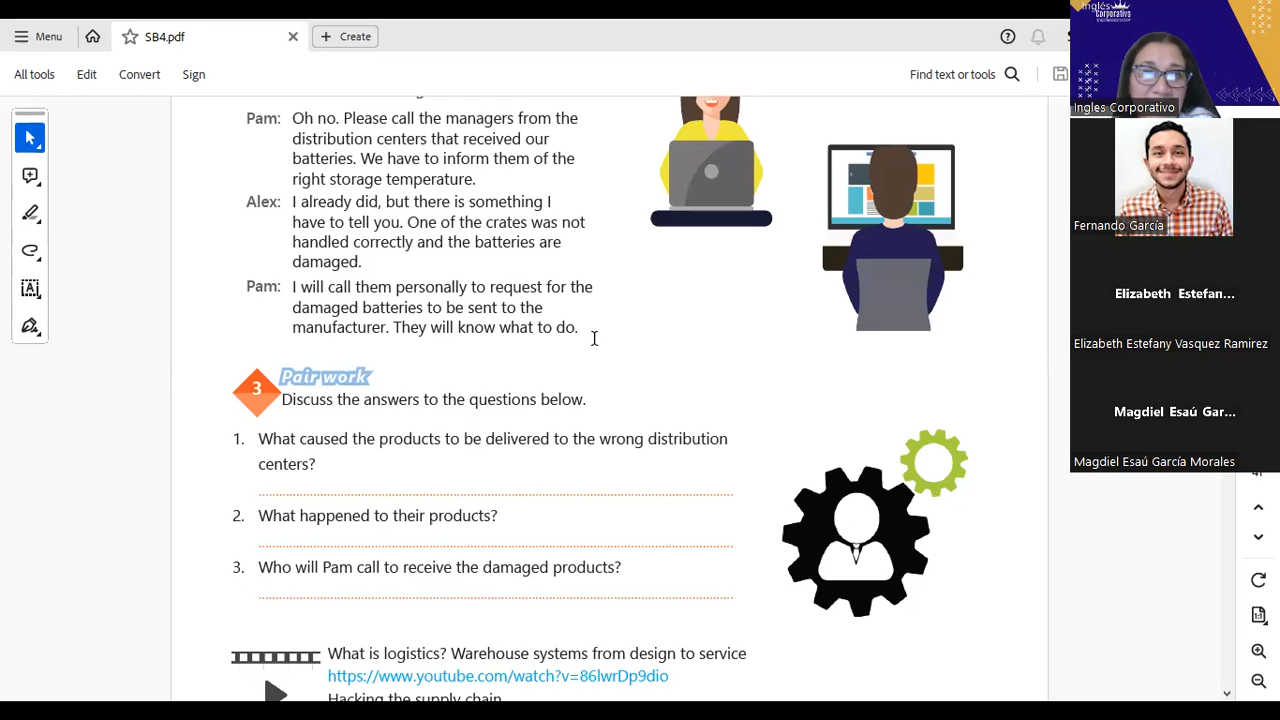 Menu
SB4.pdf
Create
All tools
Edit
Convert
Sign
Find text or tools
Pam: Oh no. Please call the managers from the
distribution centers that received our
batteries. We have to inform them of the
right storage temperature.
Alex: I already did, but there is something I
have to tell you. One of the crates was not
handled correctly and the batteries are
damaged.
Pam: I will call them personally to request for the
damaged batteries to be sent to the
manufacturer. They will know what to do.
3 Pair work
Discuss the answers to the questions below.
1. What caused the products to be delivered to the wrong distribution
centers?
2. What happened to their products?
3. Who will Pam call to receive the damaged products?
What is logistics? Warehouse systems from design to service
https://www.youtube.com/watch?v=86lwrDp9dio
Hacking the supply chain
Inglés
Corporativo
Ingles Corporativo
Fernando García
Elizabeth Estefan...
Elizabeth Estefany Vasquez Ramirez
Magdiel Esaú Gar...
Magdiel Esaú García Morales